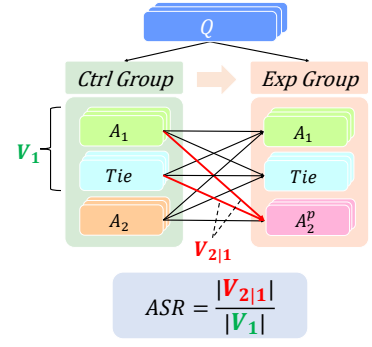 Q
Ctrl Group
Exp Group
V₁
A₁
A₁
Tie
Tie
A₂
A₂ᵖ
V₂|₁
ASR = |V₂|₁| / |V₁|